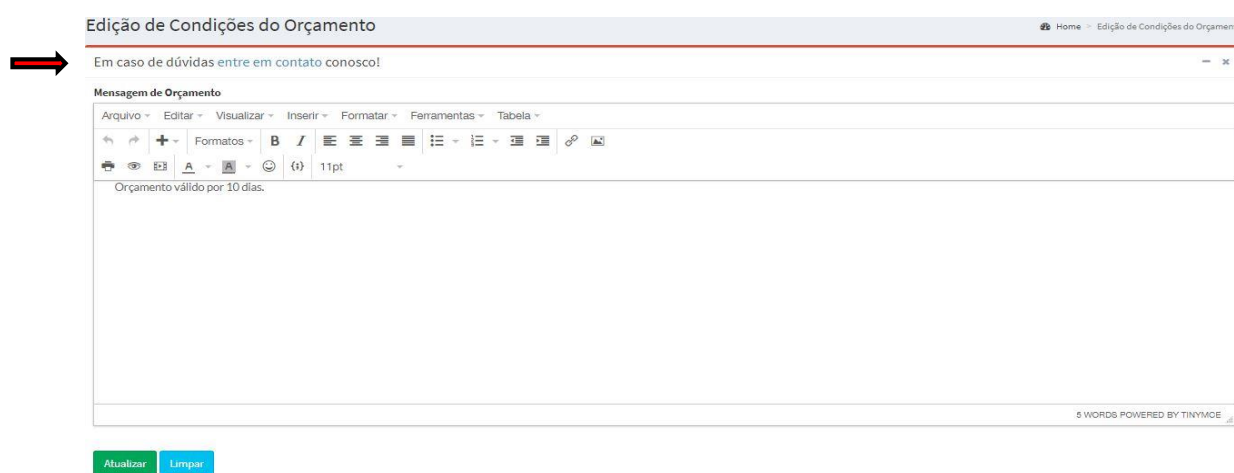 Edição de Condições do Orçamento
Home > Edição de Condições do Orçamen
Em caso de dúvidas entre em contato conosco!
Mensagem de Orçamento
Arquivo Editar Visualizar Inserir Formatar Ferramentas Tabela
Formatos B I
A A {;} 11pt
Orçamento válido por 10 dias.
5 WORDS POWERED BY TINYMCE
Atualizar Limpar